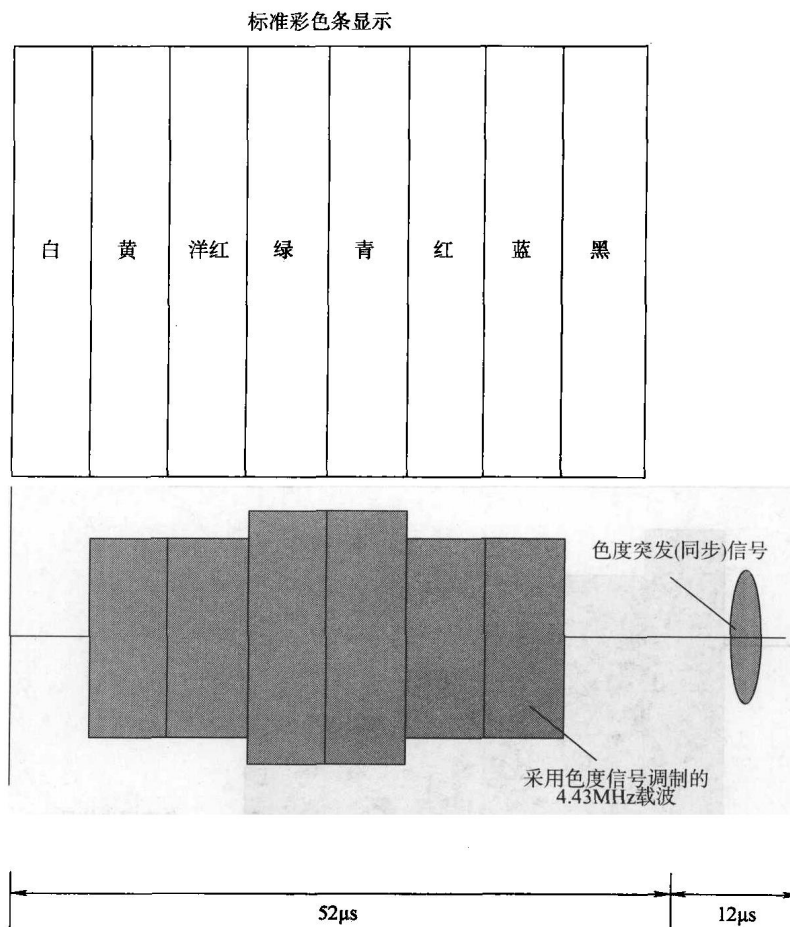 标准彩色条显示
白 黄 洋红 绿 青 红 蓝 黑
色度突发(同步)信号
采用色度信号调制的
4.43MHz载波
52μs 12μs